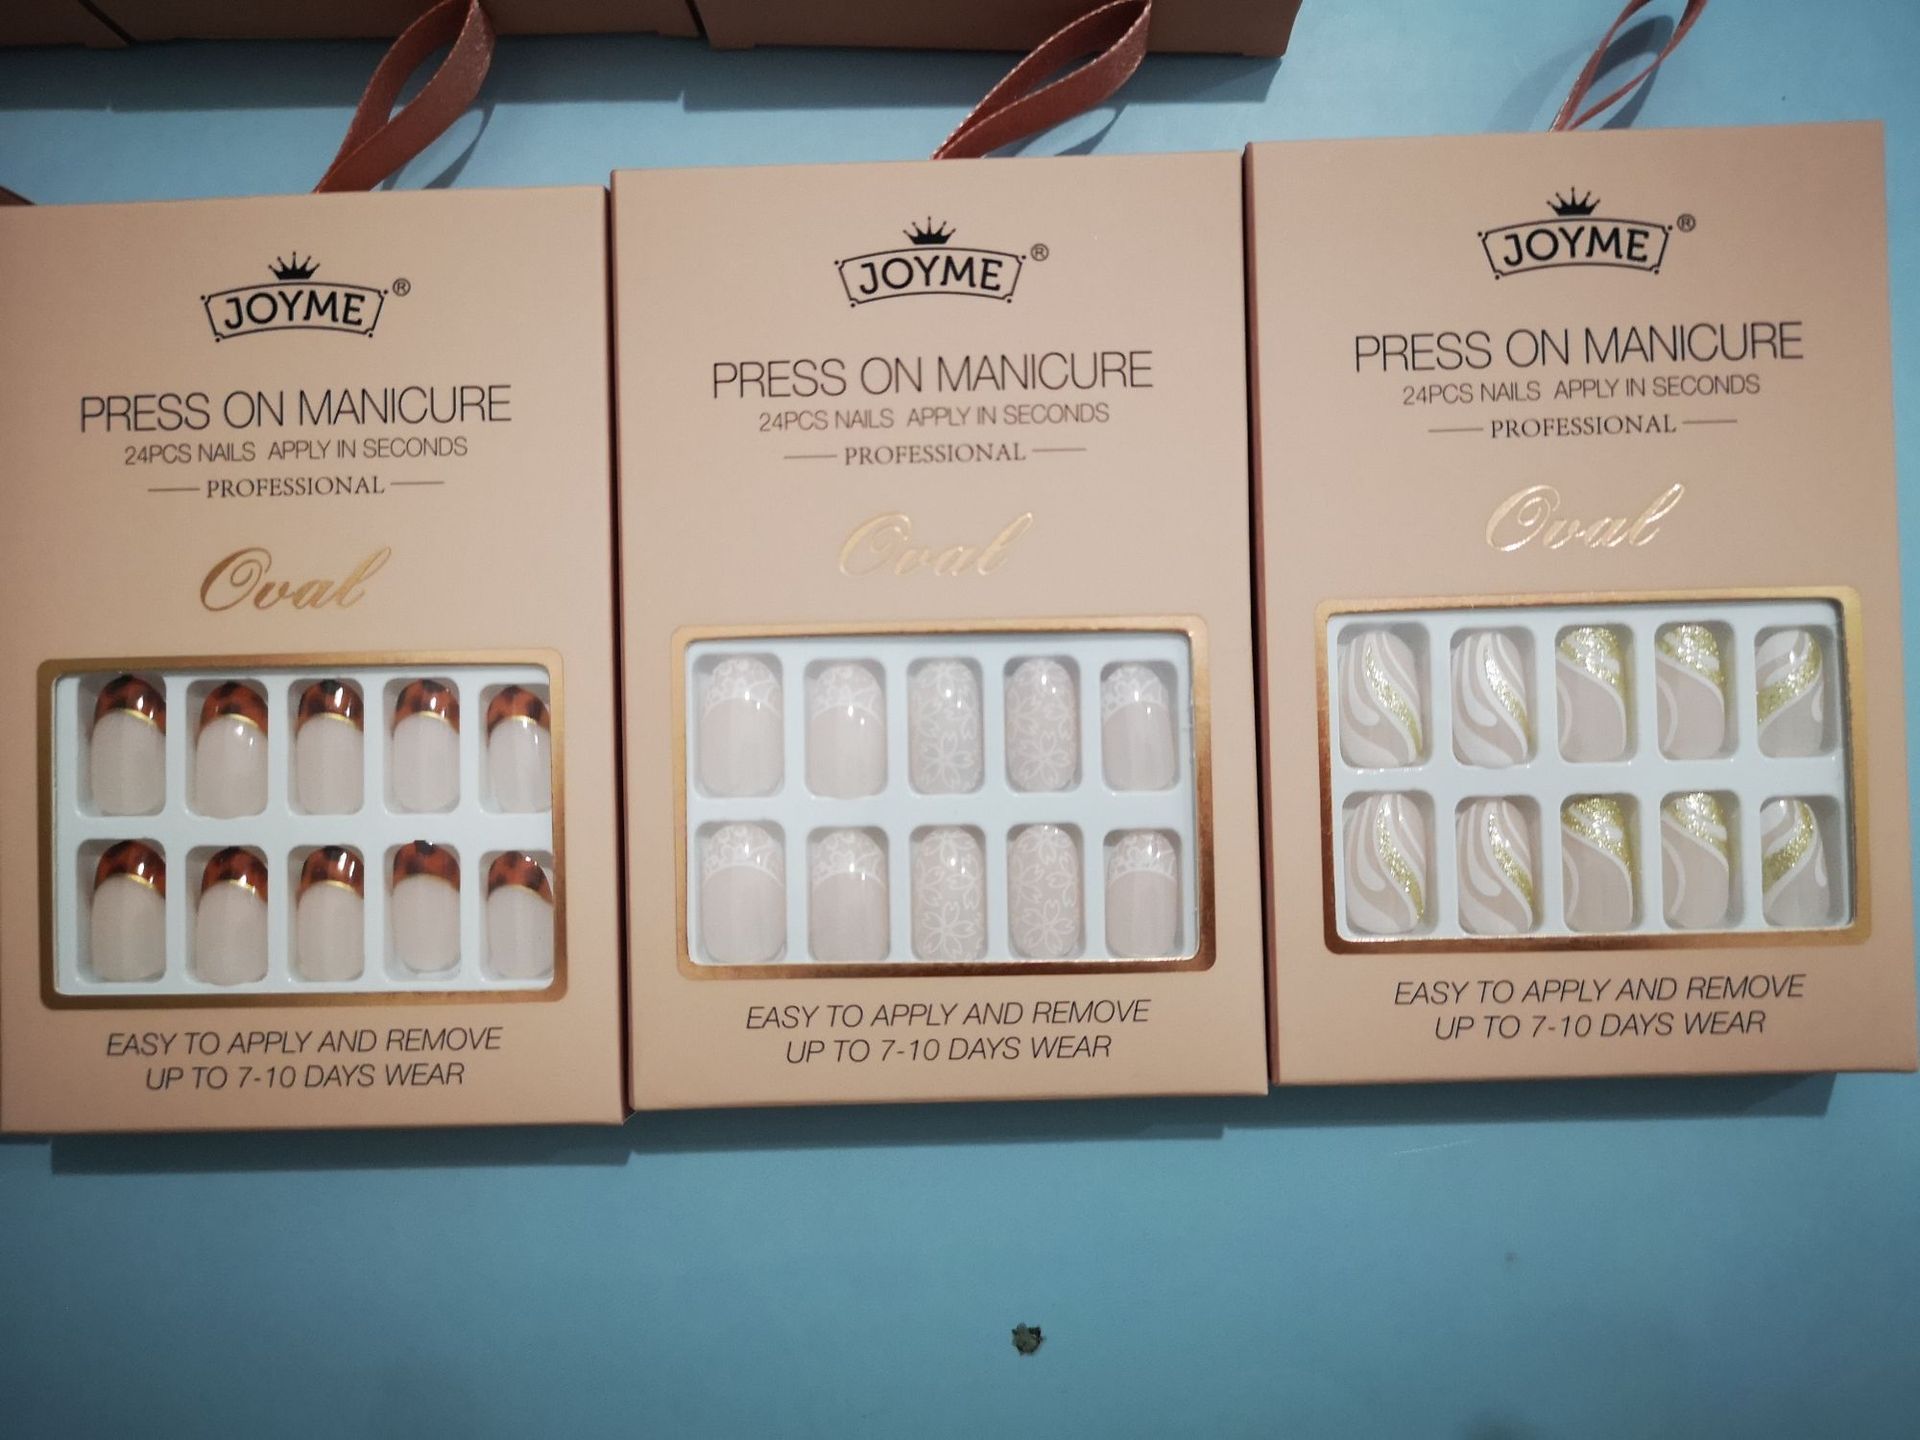 JOYME®
PRESS ON MANICURE
24PCS NAILS APPLY IN SECONDS
PROFESSIONAL
Oval
EASY TO APPLY AND REMOVE
UP TO 7-10 DAYS WEAR
JOYME®
PRESS ON MANICURE
24PCS NAILS APPLY IN SECONDS
PROFESSIONAL
Oval
EASY TO APPLY AND REMOVE
UP TO 7-10 DAYS WEAR
JOYME®
PRESS ON MANICURE
24PCS NAILS APPLY IN SECONDS
PROFESSIONAL
Oval
EASY TO APPLY AND REMOVE
UP TO 7-10 DAYS WEAR